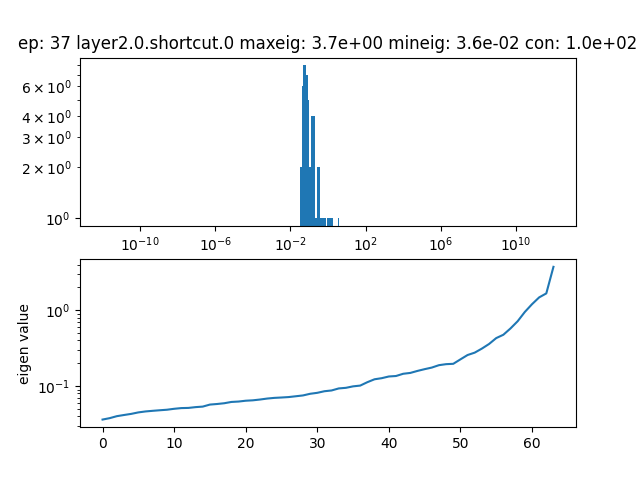 ep: 37 layer2.0.shortcut.0 maxeig: 3.7e+00 mineig: 3.6e-02 con: 1.0e+02
6 × 10⁰
4 × 10⁰
3 × 10⁰
2 × 10⁰
10⁰
10⁻¹⁰ 10⁻⁶ 10⁻² 10² 10⁶ 10¹⁰
eigen value
10⁰
10⁻¹
0 10 20 30 40 50 60